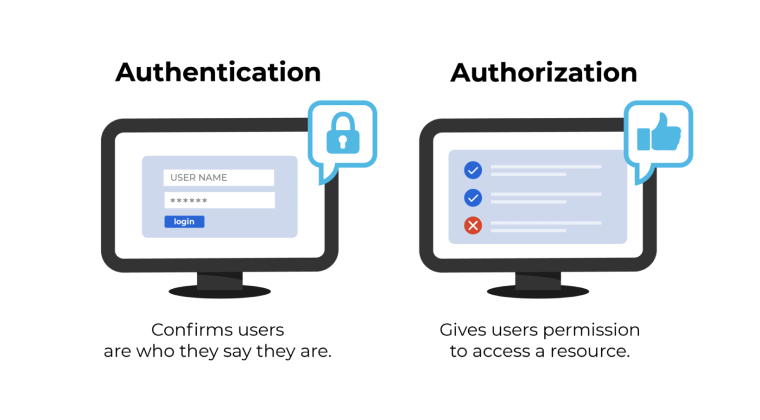 Authentication
USER NAME
******
login
Confirms users
are who they say they are.
Authorization
Gives users permission
to access a resource.